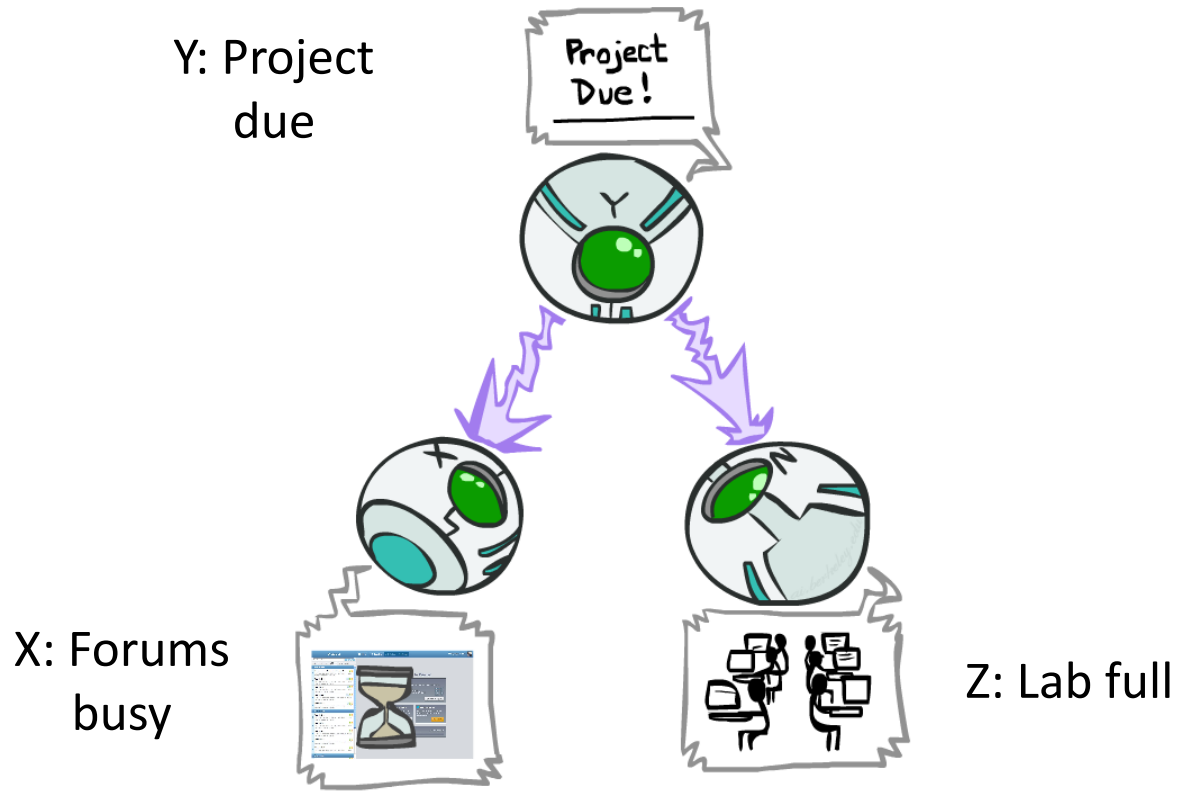 Y: Project
due
Project
Due!
Y
X
Z
X: Forums
busy
Z: Lab full